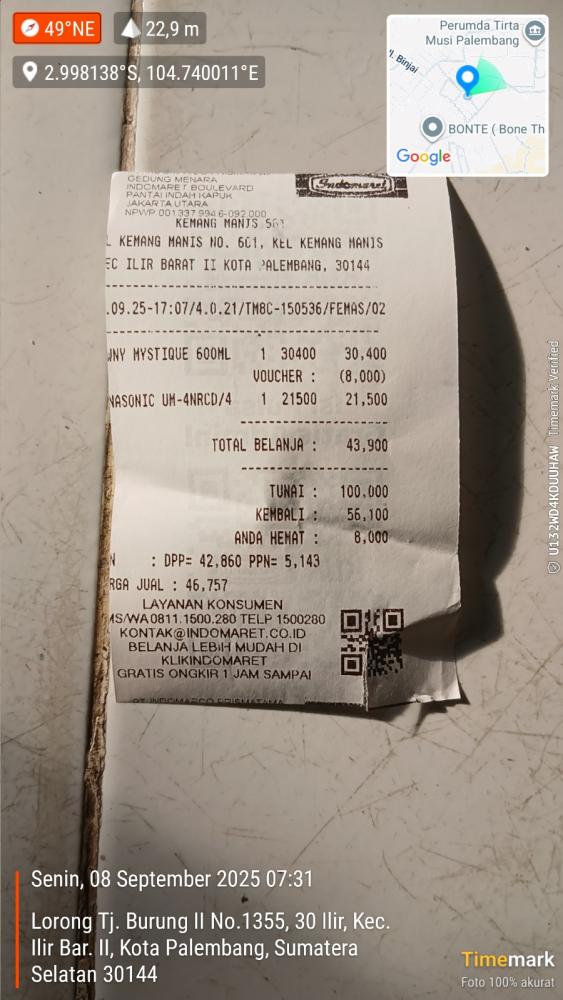 49°NE
22,9 m
2.998138°S, 104.740011°E
Perumda Tirta
Musi Palembang
Jl. Binjai
BONTE ( Bone Th
Google
GEDUNG MENARA
INDOMARET BOULEVARD
PANTAI INDAH KAPUK
JAKARTA UTARA
NPWP 001337.994.6-092.000
Indomaret
KEMANG MANIS
L KEMANG MANIS NO. 601, KEL KEMANG MANIS
EC ILIR BARAT II KOTA PALEMBANG, 30144
.09.25-17:07/4.0.21/TM8C-150536/FEMAS/02
WNY MYSTIQUE 600ML 1 30400 30,400
VOUCHER : (8,000)
NASONIC UM-4NRCD/4 1 21500 21,500
TOTAL BELANJA : 43,900
TUNAI : 100,000
KEMBALI : 56,100
ANDA HEMAT : 8,000
N : DPP= 42,860 PPN= 5,143
RGA JUAL : 46,757
LAYANAN KONSUMEN
MS/WA 0811.1500.280 TELP 1500280
KONTAK@INDOMARET.CO.ID
BELANJA LEBIH MUDAH DI
KLIKINDOMARET
GRATIS ONGKIR 1 JAM SAMPAI
PT INDOMARCO PRISMATAMA
U132WD4KDUUHAW Timemark Verified
Senin, 08 September 2025 07:31
Lorong Tj. Burung II No.1355, 30 Ilir, Kec.
Ilir Bar. II, Kota Palembang, Sumatera
Selatan 30144
Timemark
Foto 100% akurat